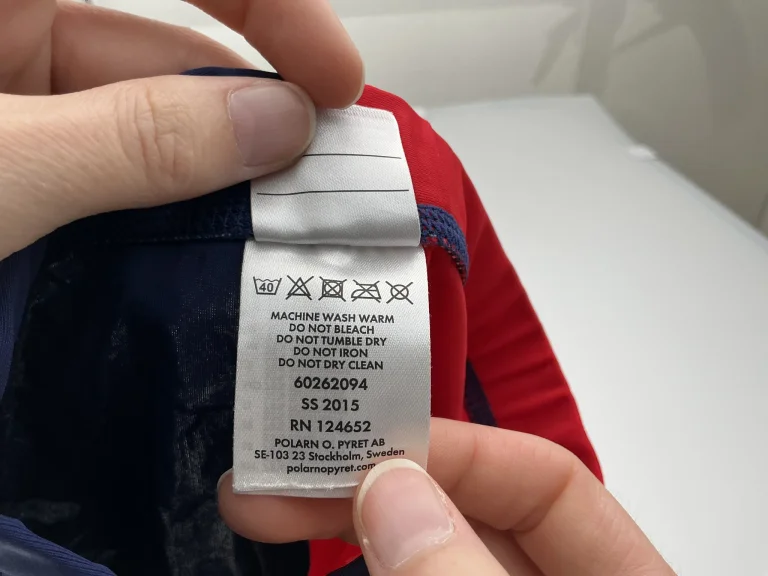 40
MACHINE WASH WARM
DO NOT BLEACH
DO NOT TUMBLE DRY
DO NOT IRON
DO NOT DRY CLEAN
60262094
SS 2015
RN 124652
POLARN O. PYRET AB
SE-103 23 Stockholm, Sweden
polarnopyret.com